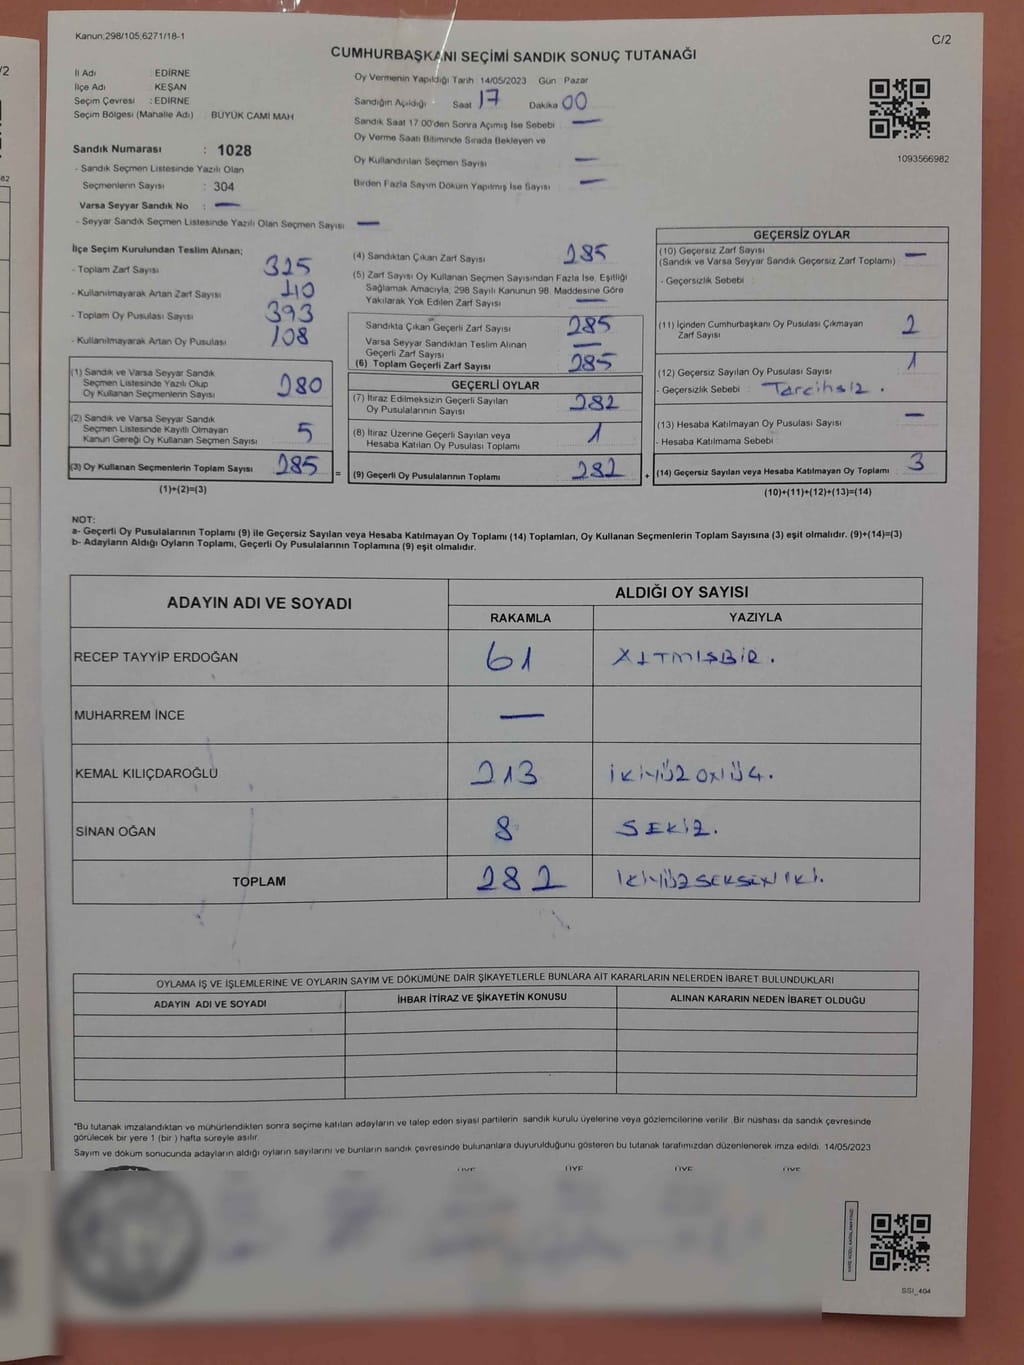 Kanun:298/105,6271/18-1
C/2
CUMHURBAŞKANI SEÇİMİ SANDIK SONUÇ TUTANAĞI
İl Adı : EDİRNE
İlçe Adı : KEŞAN
Seçim Çevresi : EDİRNE
Seçim Bölgesi (Mahalle Adı) : BÜYÜK CAMİ MAH
Sandık Numarası : 1028
- Sandık Seçmen Listesinde Yazılı Olan
Seçmenlerin Sayısı : 304
Varsa Seyyar Sandık No : —
- Seyyar Sandık Seçmen Listesinde Yazılı Olan Seçmen Sayısı : —
Oy Vermenin Yapıldığı Tarih :14/05/2023 Gün : Pazar
Sandığın Açıldığı Saat 17 Dakika 00
Sandık Saat 17.00'den Sonra Açımış İse Sebebi : —
Oy Verme Saati Bitiminde Sırada Bekleyen ve
Oy Kullandırılan Seçmen Sayısı : —
Birden Fazla Sayım Döküm Yapılmış İse Sayısı : —
1093566982
İlçe Seçim Kurulundan Teslim Alınan;
- Toplam Zarf Sayısı : 325
- Kullanılmayarak Artan Zarf Sayısı : 40
- Toplam Oy Pusulası Sayısı : 393
- Kullanılmayarak Artan Oy Pusulası : 108
(1) Sandık ve Varsa Seyyar Sandık
Seçmen Listesinde Yazılı Olup
Oy Kullanan Seçmenlerin Sayısı 280
(2) Sandık ve Varsa Seyyar Sandık
Seçmen Listesinde Kayıtlı Olmayan
Kanun Gereği Oy Kullanan Seçmen Sayısı 5
(3) Oy Kullanan Seçmenlerin Toplam Sayısı 285 =
(1)+(2)=(3)
(4) Sandıktan Çıkan Zarf Sayısı 285
(5) Zarf Sayısı Oy Kullanan Seçmen Sayısından Fazla İse, Eşitliği
Sağlamak Amacıyla, 298 Sayılı Kanunun 98. Maddesine Göre
Yakılarak Yok Edilen Zarf Sayısı —
Sandıkta Çıkan Geçerli Zarf Sayısı 285
Varsa Seyyar Sandıktan Teslim Alınan
Geçerli Zarf Sayısı —
(6) Toplam Geçerli Zarf Sayısı 285
GEÇERLİ OYLAR
(7) İtiraz Edilmeksizin Geçerli Sayılan
Oy Pusulalarının Sayısı 282
(8) İtiraz Üzerine Geçerli Sayılan veya
Hesaba Katılan Oy Pusulası Toplamı 1
(9) Geçerli Oy Pusulalarının Toplamı 282 +
GEÇERSİZ OYLAR
(10) Geçersiz Zarf Sayısı
(Sandık ve Varsa Seyyar Sandık Geçersiz Zarf Toplamı) —
- Geçersizlik Sebebi :
(11) İçinden Cumhurbaşkanı Oy Pusulası Çıkmayan
Zarf Sayısı 2
(12) Geçersiz Sayılan Oy Pusulası Sayısı 1
- Geçersizlik Sebebi : Tercihsiz.
(13) Hesaba Katılmayan Oy Pusulası Sayısı —
- Hesaba Katılmama Sebebi :
(14) Geçersiz Sayılan veya Hesaba Katılmayan Oy Toplamı 3
(10)+(11)+(12)+(13)=(14)
NOT:
a- Geçerli Oy Pusulalarının Toplamı (9) ile Geçersiz Sayılan veya Hesaba Katılmayan Oy Toplamı (14) Toplamları, Oy Kullanan Seçmenlerin Toplam Sayısına (3) eşit olmalıdır. (9)+(14)=(3)
b- Adayların Aldığı Oyların Toplamı, Geçerli Oy Pusulalarının Toplamına (9) eşit olmalıdır.
ADAYIN ADI VE SOYADI
ALDIĞI OY SAYISI
RAKAMLA YAZIYLA
RECEP TAYYİP ERDOĞAN 61 ALTMIŞBİR.
MUHARREM İNCE —
KEMAL KILIÇDAROĞLU 213 İKİYÜZONÜÇ.
SİNAN OĞAN 8 SEKİZ.
TOPLAM 282 İKİYÜZSEKSENİKİ.
OYLAMA İŞ VE İŞLEMLERİNE VE OYLARIN SAYIM VE DÖKÜMÜNE DAİR ŞİKAYETLERLE BUNLARA AİT KARARLARIN NELERDEN İBARET BULUNDUKLARI
ADAYIN ADI VE SOYADI İHBAR İTİRAZ VE ŞİKAYETİN KONUSU ALINAN KARARIN NEDEN İBARET OLDUĞU
*Bu tutanak imzalandıktan ve mühürlendikten sonra seçime katılan adayların ve talep eden siyasi partilerin sandık kurulu üyelerine veya gözlemcilerine verilir. Bir nüshası da sandık çevresinde
görülecek bir yere 1 (bir ) hafta süreyle asılır.
Sayım ve döküm sonucunda adayların aldığı oyların sayılarını ve bunların sandık çevresinde bulunanlara duyurulduğunu gösteren bu tutanak tarafımızdan düzenlenerek imza edildi. 14/05/2023
ÜYE ÜYE ÜYE ÜYE
SSI_404